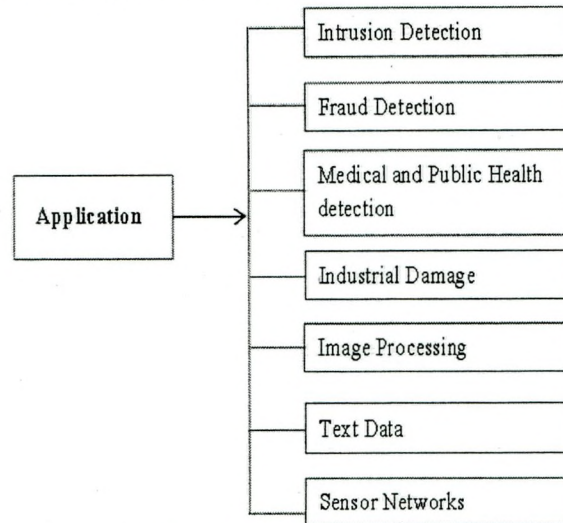 Intrusion Detection
Fraud Detection
Medical and Public Health
detection
Application
Industrial Damage
Image Processing
Text Data
Sensor Networks